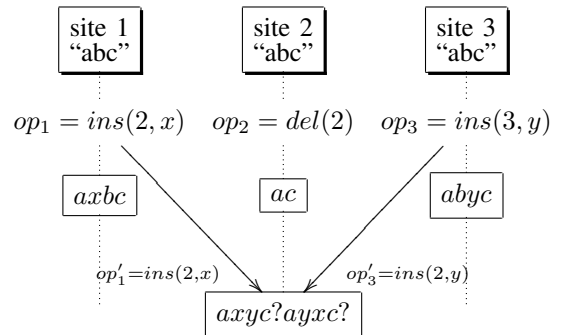 site 1 site 2 site 3
“abc” “abc” “abc”
op₁ = ins(2, x) op₂ = del(2) op₃ = ins(3, y)
axbc ac abyc
op′₁=ins(2,x) op′₃=ins(2,y)
axyc?ayxc?